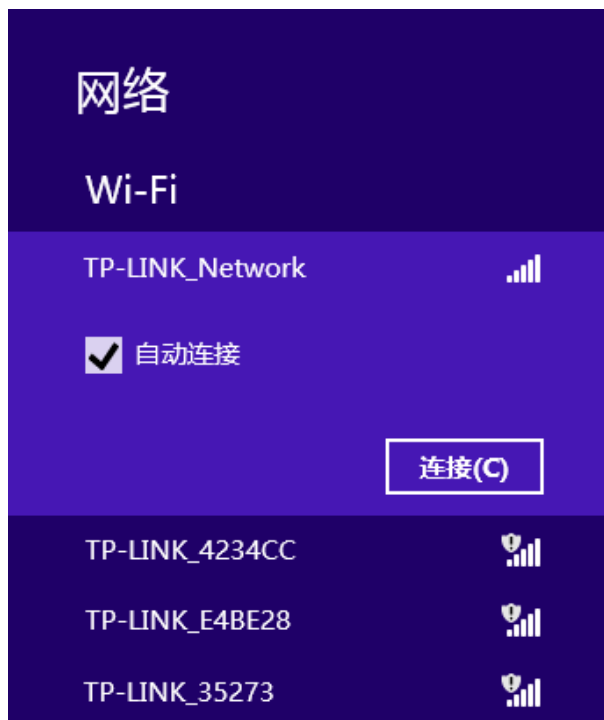 网络
Wi-Fi
TP-LINK_Network
自动连接
连接(C)
TP-LINK_4234CC
TP-LINK_E4BE28
TP-LINK_35273